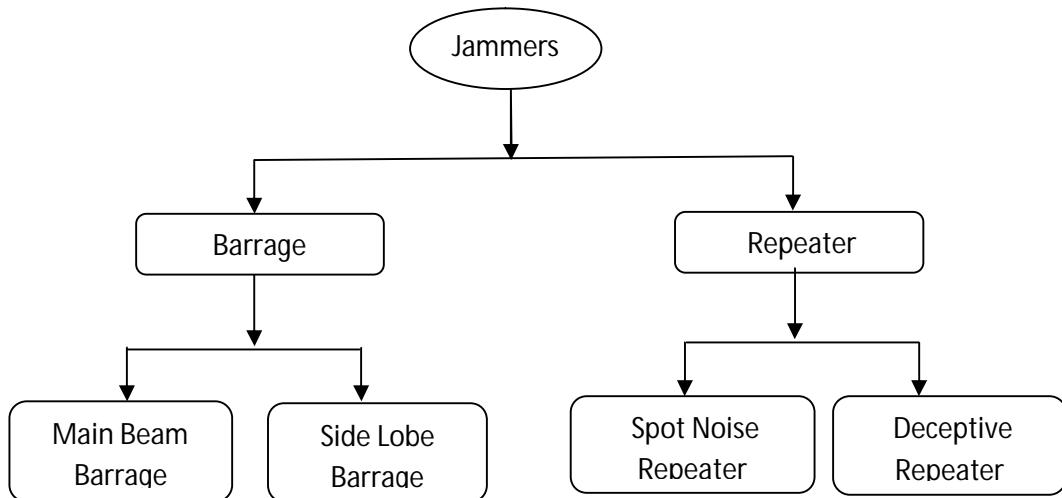 Jammers
Barrage
Repeater
Main Beam
Barrage
Side Lobe
Barrage
Spot Noise
Repeater
Deceptive
Repeater